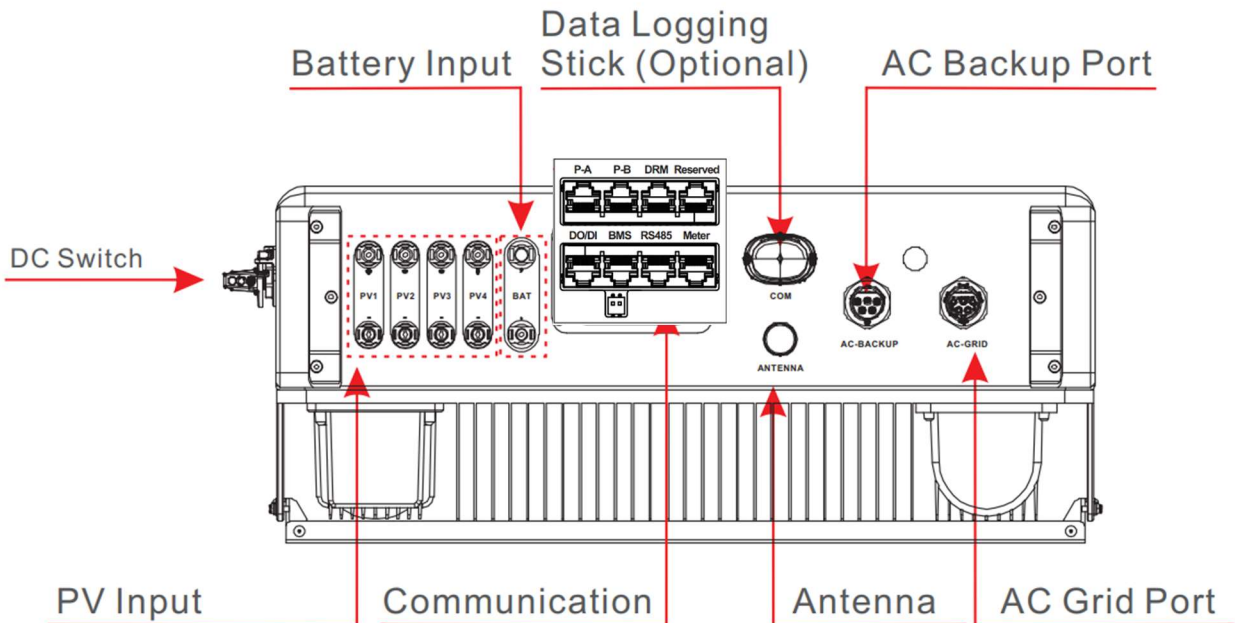 Data Logging
Battery Input Stick (Optional) AC Backup Port
P-A P-B DRM Reserved
DO/DI BMS RS485 Meter
DC Switch
PV1 PV2 PV3 PV4 BAT
COM
AC-BACKUP AC-GRID
ANTENNA
PV Input Communication Antenna AC Grid Port